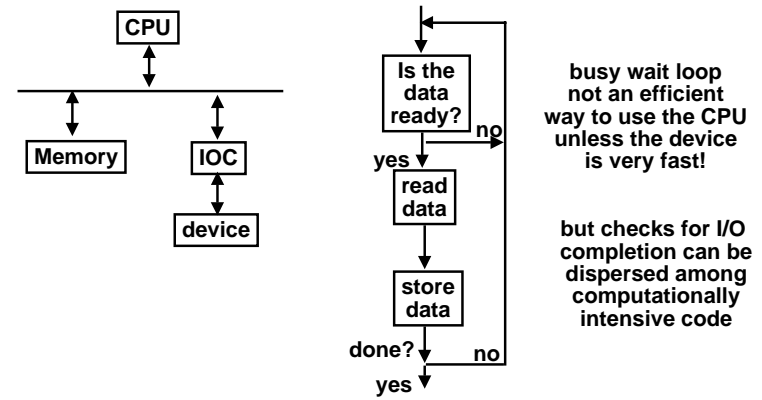 CPU
Memory
IOC
device
Is the
data
ready?
no
yes
read
data
store
data
done?
no
yes
busy wait loop
not an efficient
way to use the CPU
unless the device
is very fast!
but checks for I/O
completion can be
dispersed among
computationally
intensive code